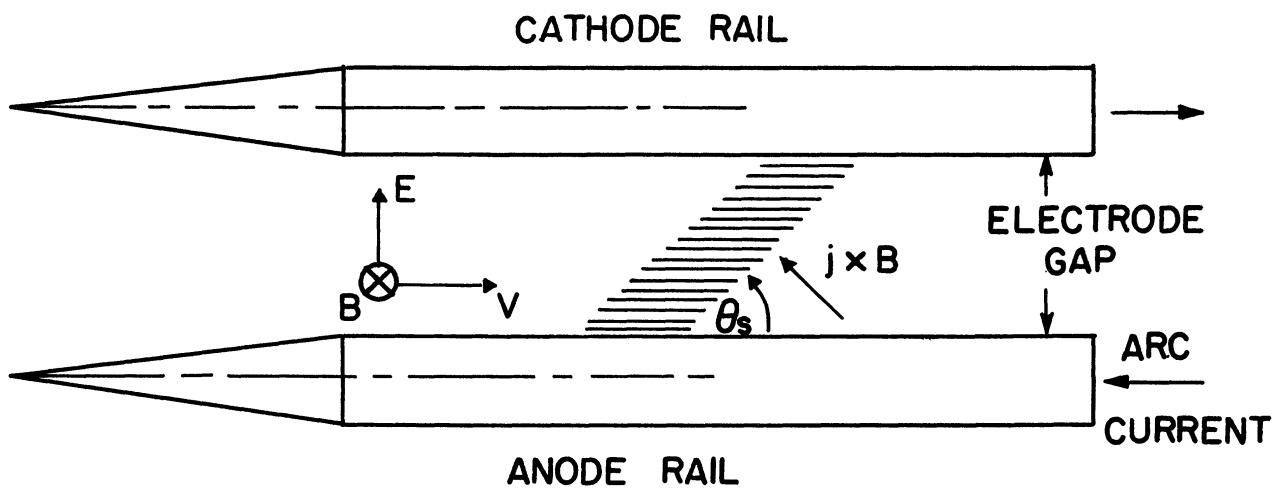 CATHODE RAIL
E
B
V
θs
j × B
ELECTRODE
GAP
ARC
CURRENT
ANODE RAIL